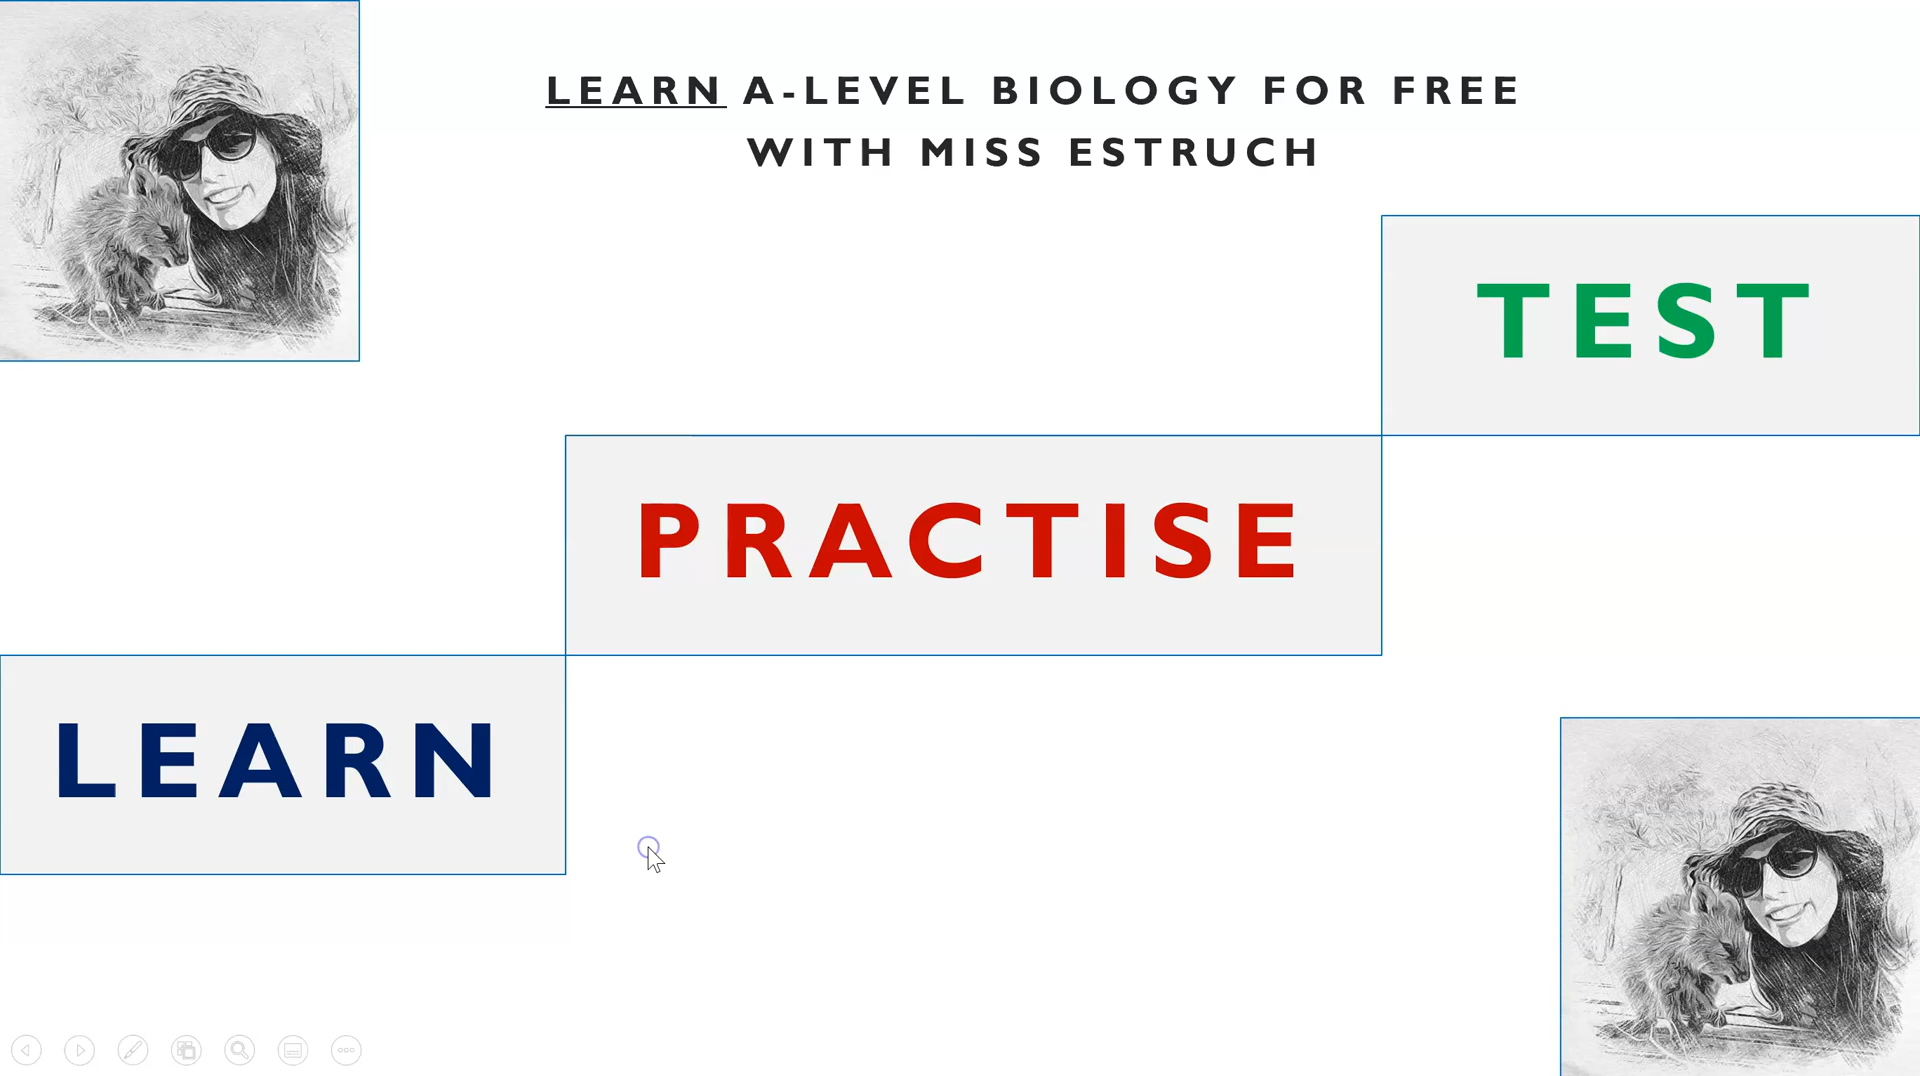 LEARN A-LEVEL BIOLOGY FOR FREE
WITH MISS ESTRUCH
TEST
PRACTISE
LEARN